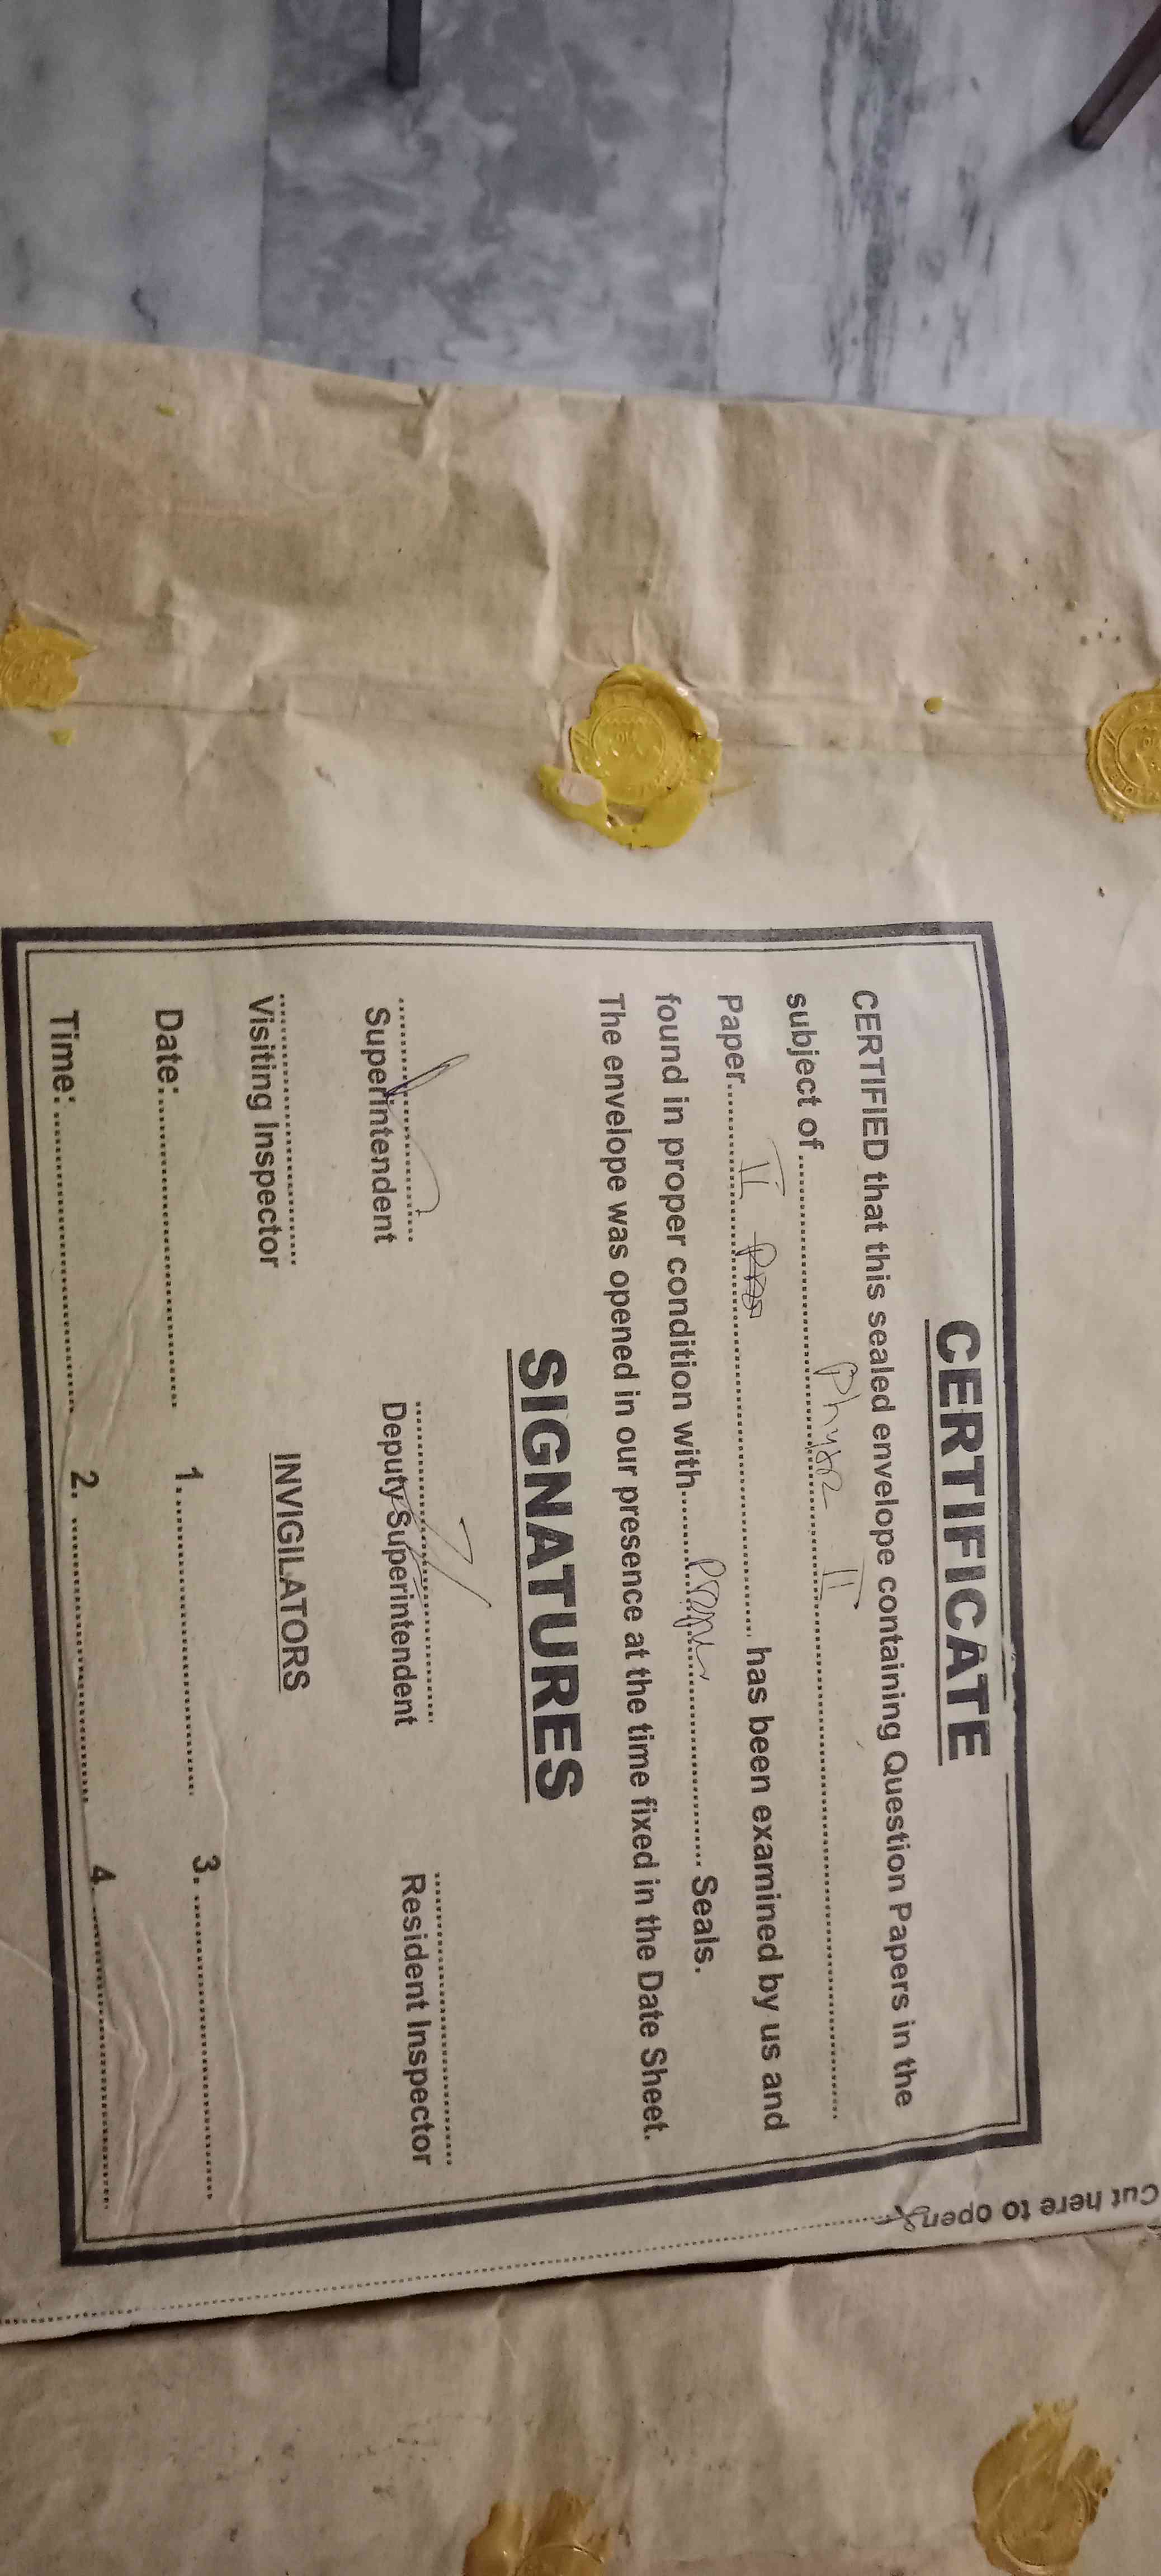 CERTIFICATE
CERTIFIED that this sealed envelope containing Question Papers in the
subject of.......... II ..........
Paper.......... II .......... has been examined by us and
found in proper condition with.......... Proper .......... Seals.
The envelope was opened in our presence at the time fixed in the Date Sheet.
SIGNATURES
Superintendent Deputy Superintendent Resident Inspector
Visiting Inspector
INVIGILATORS
Date:.......... 1........... 3. ..........
Time:.......... 2. .......... 4...........
Cut here to open